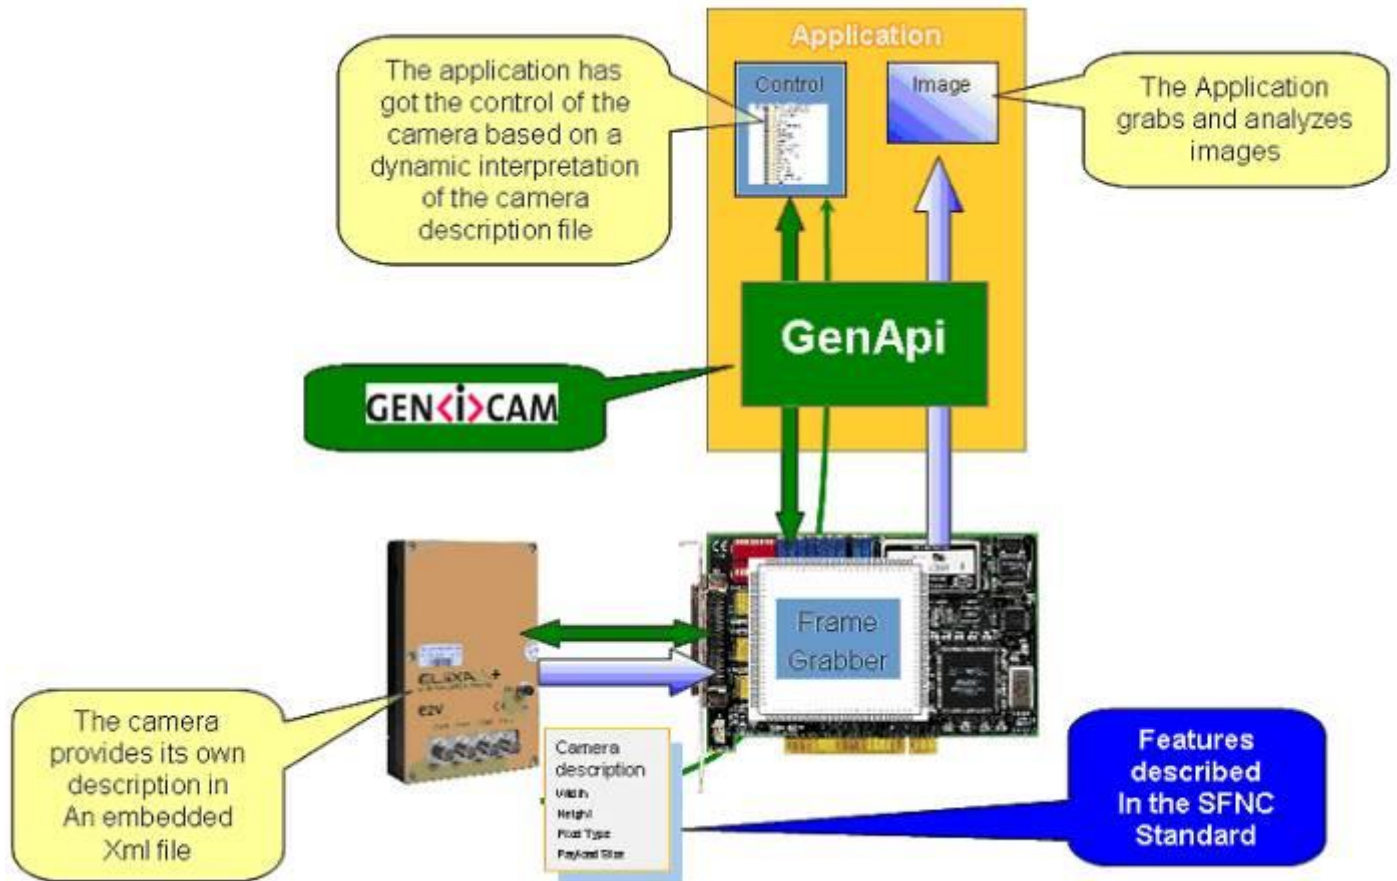 Application
The application has
got the control of the
camera based on a
dynamic interpretation
of the camera
description file
Control
Image
The Application
grabs and analyzes
images
GenApi
GEN<i>CAM
Frame
Grabber
e2v
The camera
provides its own
description in
An embedded
Xml file
Camera
description
Width
Height
Pixel Type
Payload Size
Features
described
In the SFNC
Standard